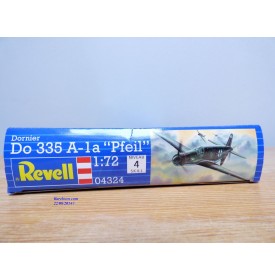 Dornier
Do 335 A-1a "Pfeil"
Revell
1:72
04324
4